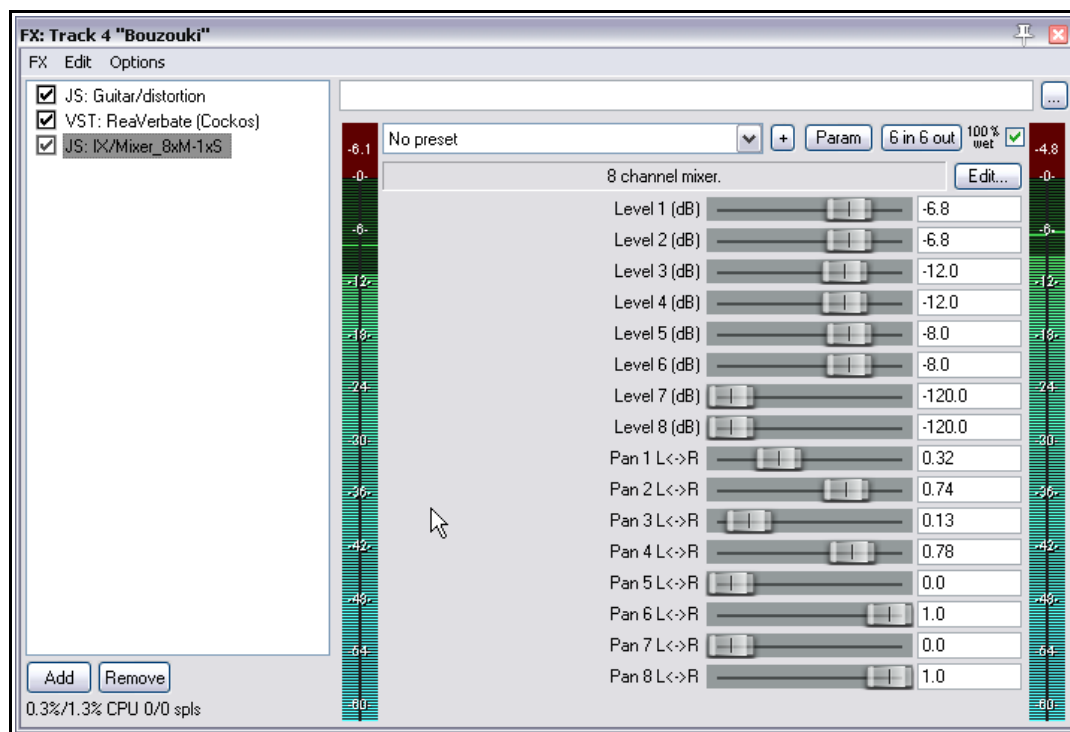 FX: Track 4 "Bouzouki"
FX Edit Options
JS: Guitar/distortion
VST: ReaVerbate (Cockos)
JS: IX/Mixer_8xM-1xS
...
No preset + Param 6 in 6 out 100% wet
8 channel mixer. Edit...
Level 1 (dB) -6.8
Level 2 (dB) -6.8
Level 3 (dB) -12.0
Level 4 (dB) -12.0
Level 5 (dB) -8.0
Level 6 (dB) -8.0
Level 7 (dB) -120.0
Level 8 (dB) -120.0
Pan 1 L<->R 0.32
Pan 2 L<->R 0.74
Pan 3 L<->R 0.13
Pan 4 L<->R 0.78
Pan 5 L<->R 0.0
Pan 6 L<->R 1.0
Pan 7 L<->R 0.0
Pan 8 L<->R 1.0
-6.1
-0-
-6-
-12-
-18-
-24-
-30-
-36-
-42-
-48-
-54-
-60-
-4.8
-0-
-6-
-12-
-18-
-24-
-30-
-36-
-42-
-48-
-54-
-60-
Add Remove
0.3%/1.3% CPU 0/0 spls